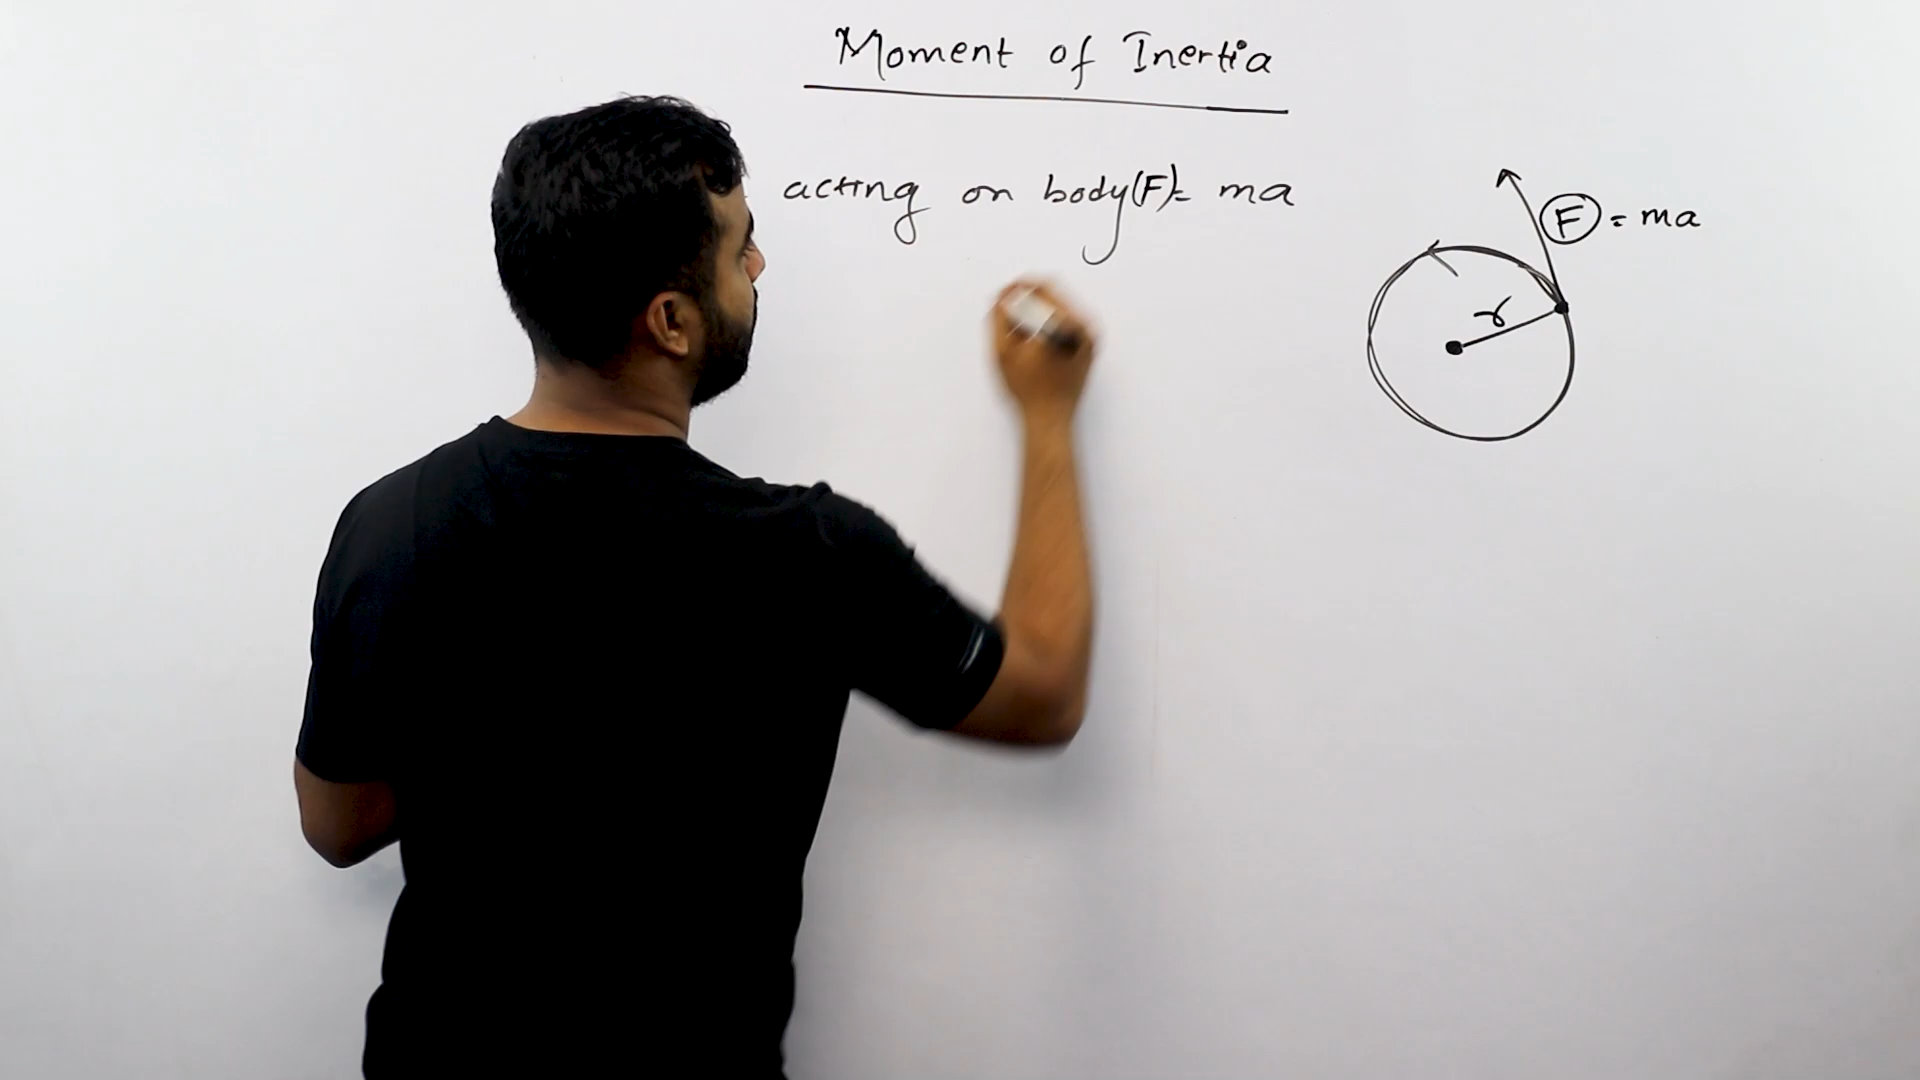 Moment of Inertia
acting on body(F)= ma
F = ma
r